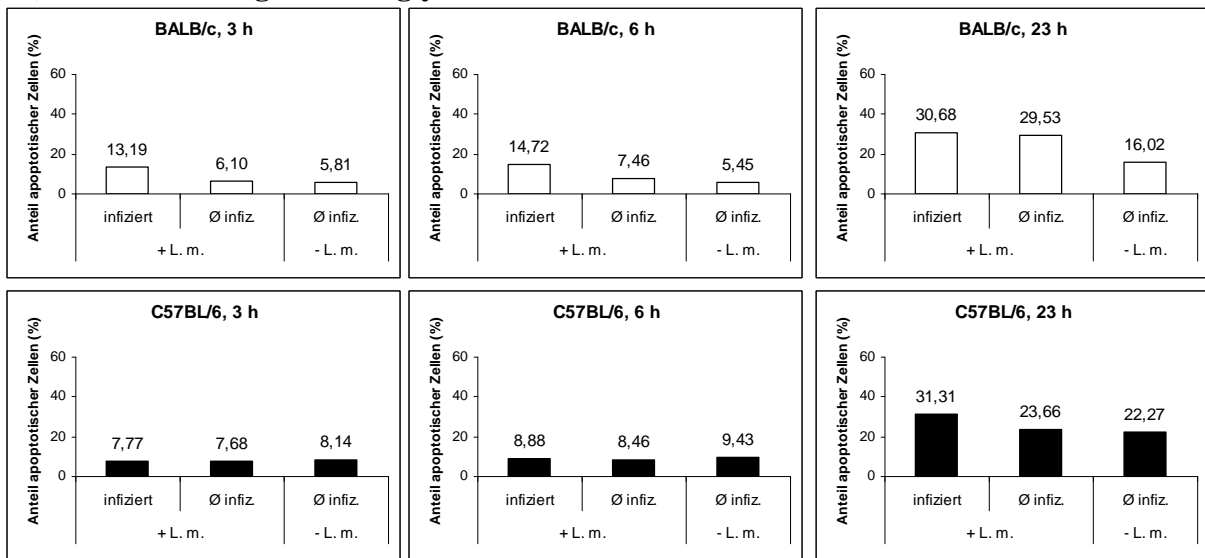 BALB/c, 3 h
Anteil apoptotischer Zellen (%)
60
40
20
0
13,19
6,10
5,81
infiziert
Ø infiz.
Ø infiz.
+ L. m.
- L. m.
BALB/c, 6 h
Anteil apoptotischer Zellen (%)
60
40
20
0
14,72
7,46
5,45
infiziert
Ø infiz.
Ø infiz.
+ L. m.
- L. m.
BALB/c, 23 h
Anteil apoptotischer Zellen (%)
60
40
20
0
30,68
29,53
16,02
infiziert
Ø infiz.
Ø infiz.
+ L. m.
- L. m.
C57BL/6, 3 h
Anteil apoptotischer Zellen (%)
60
40
20
0
7,77
7,68
8,14
infiziert
Ø infiz.
Ø infiz.
+ L. m.
- L. m.
C57BL/6, 6 h
Anteil apoptotischer Zellen (%)
60
40
20
0
8,88
8,46
9,43
infiziert
Ø infiz.
Ø infiz.
+ L. m.
- L. m.
C57BL/6, 23 h
Anteil apoptotischer Zellen (%)
60
40
20
0
31,31
23,66
22,27
infiziert
Ø infiz.
Ø infiz.
+ L. m.
- L. m.